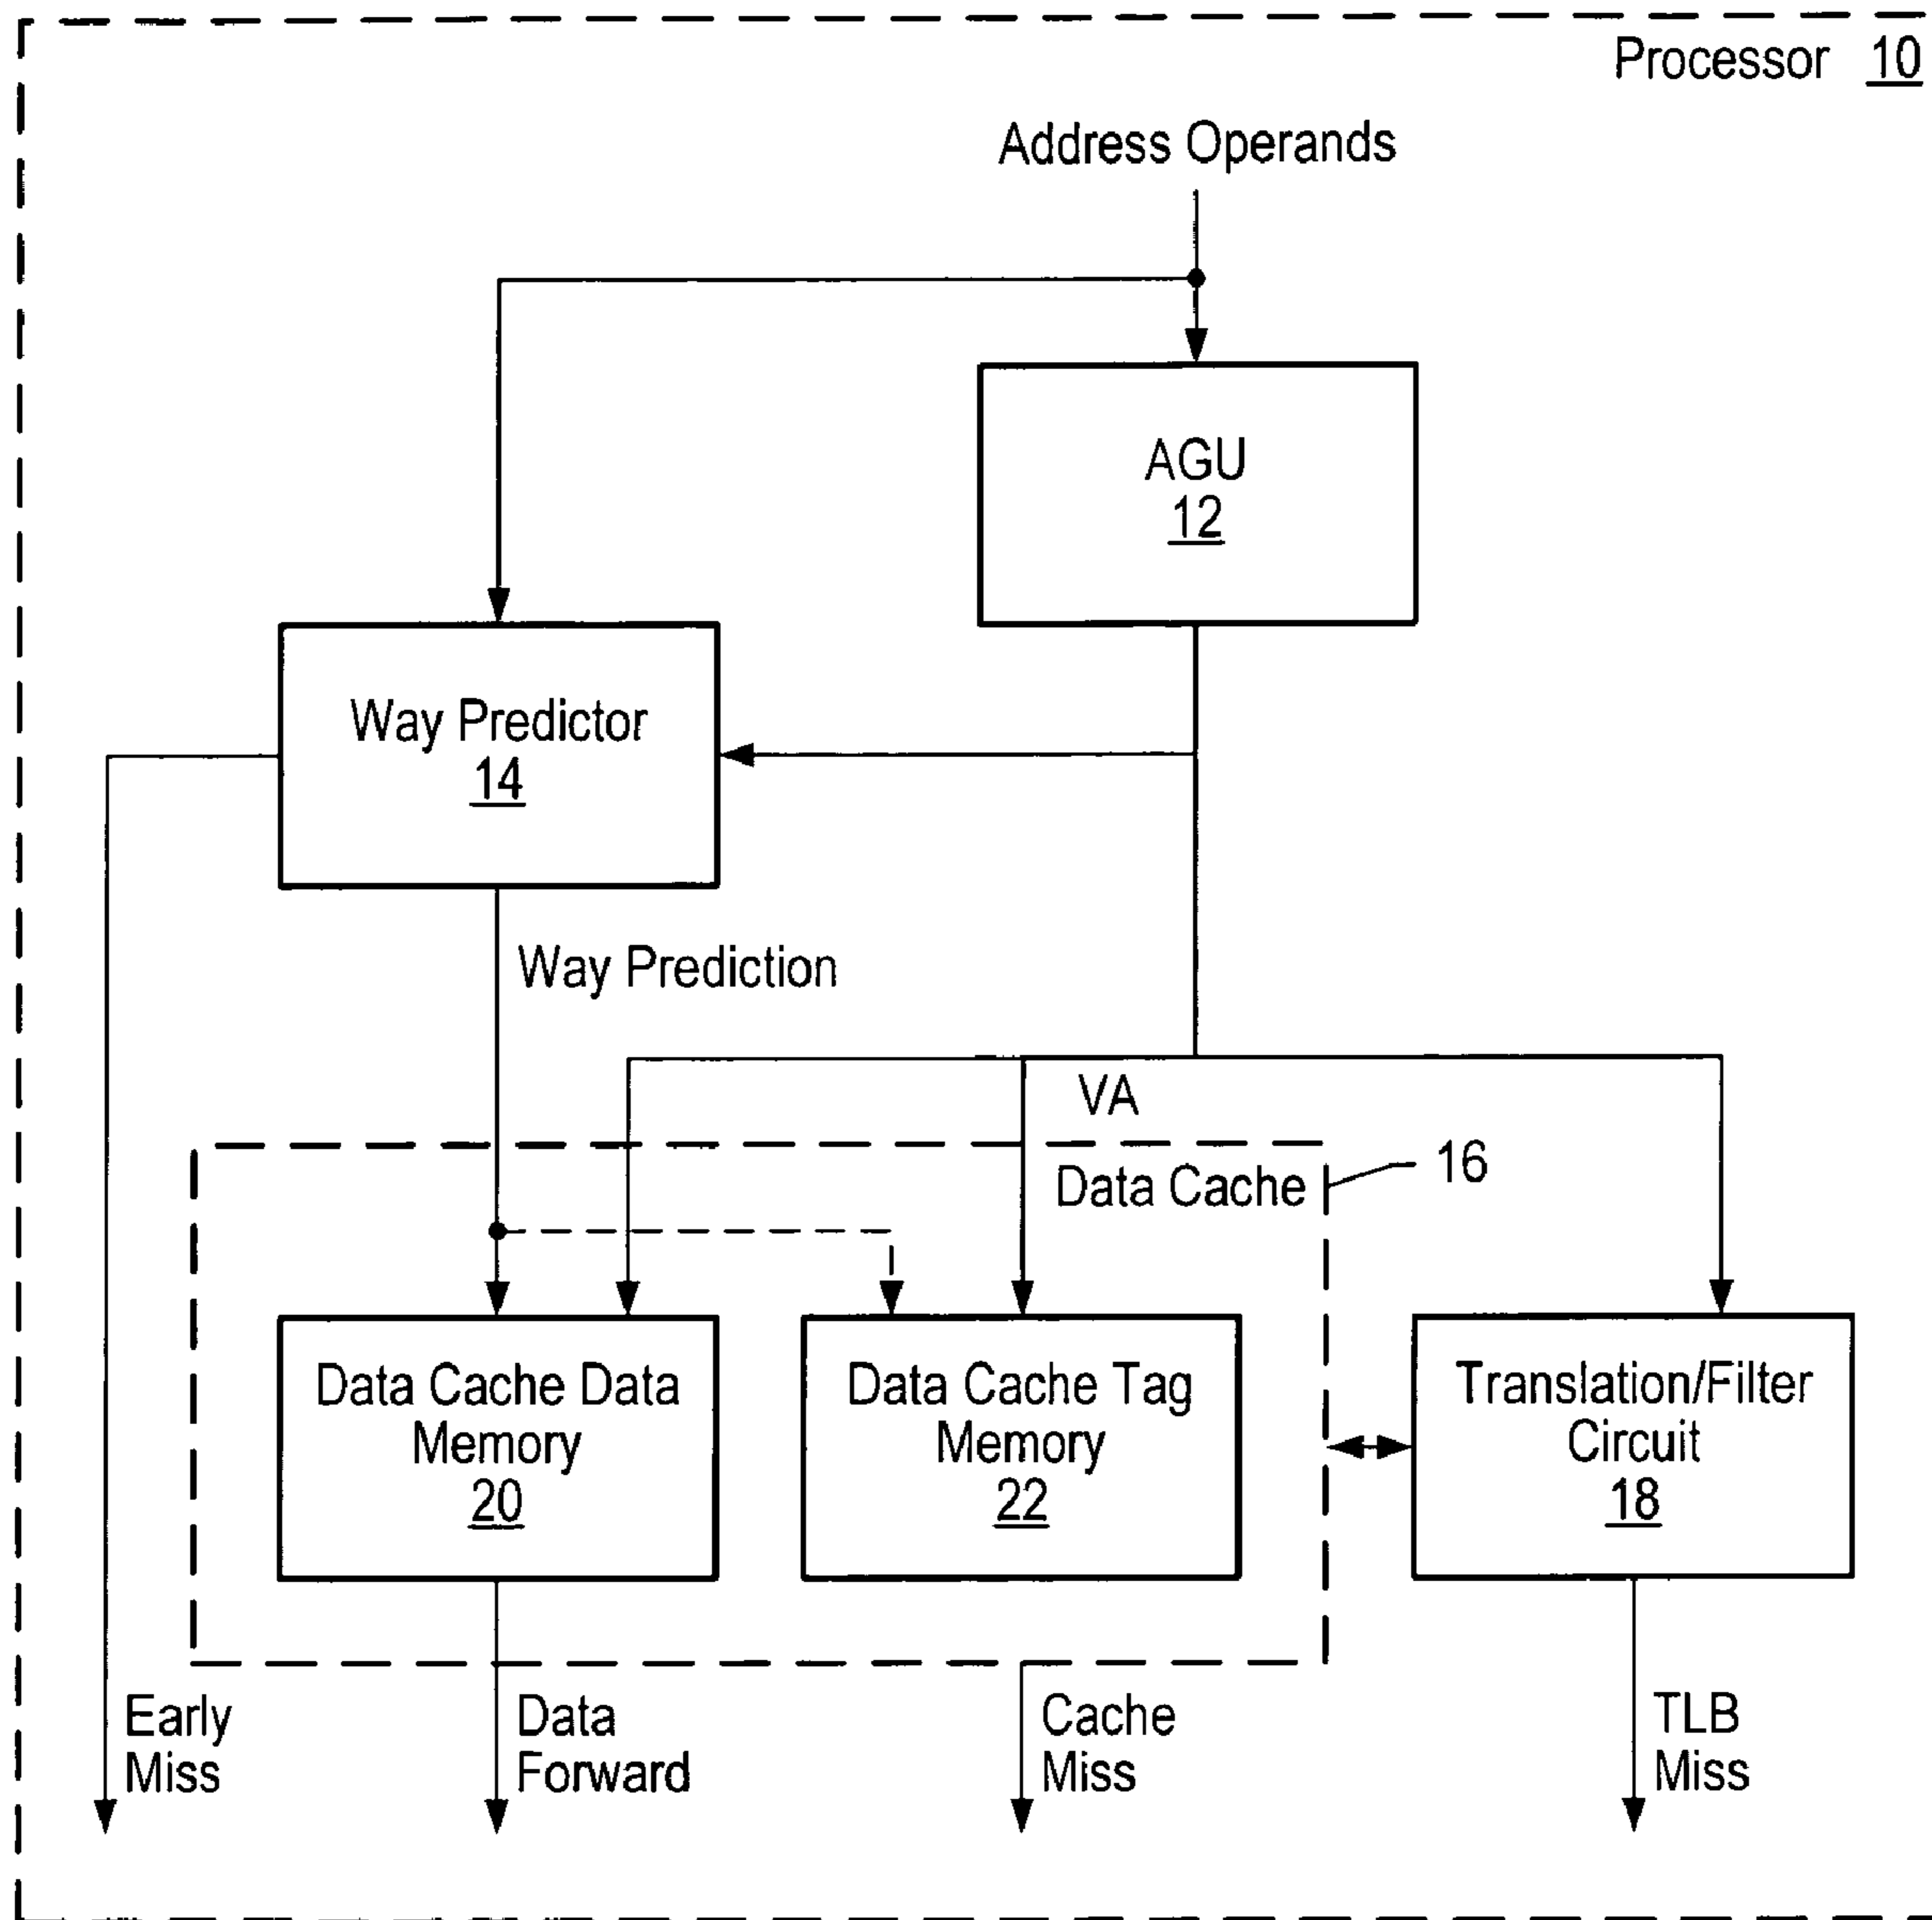 Processor 10
Address Operands
AGU
12
Way Predictor
14
Way Prediction
VA
Data Cache
16
Data Cache Data
Memory
20
Data Cache Tag
Memory
22
Translation/Filter
Circuit
18
Early
Miss
Data
Forward
Cache
Miss
TLB
Miss